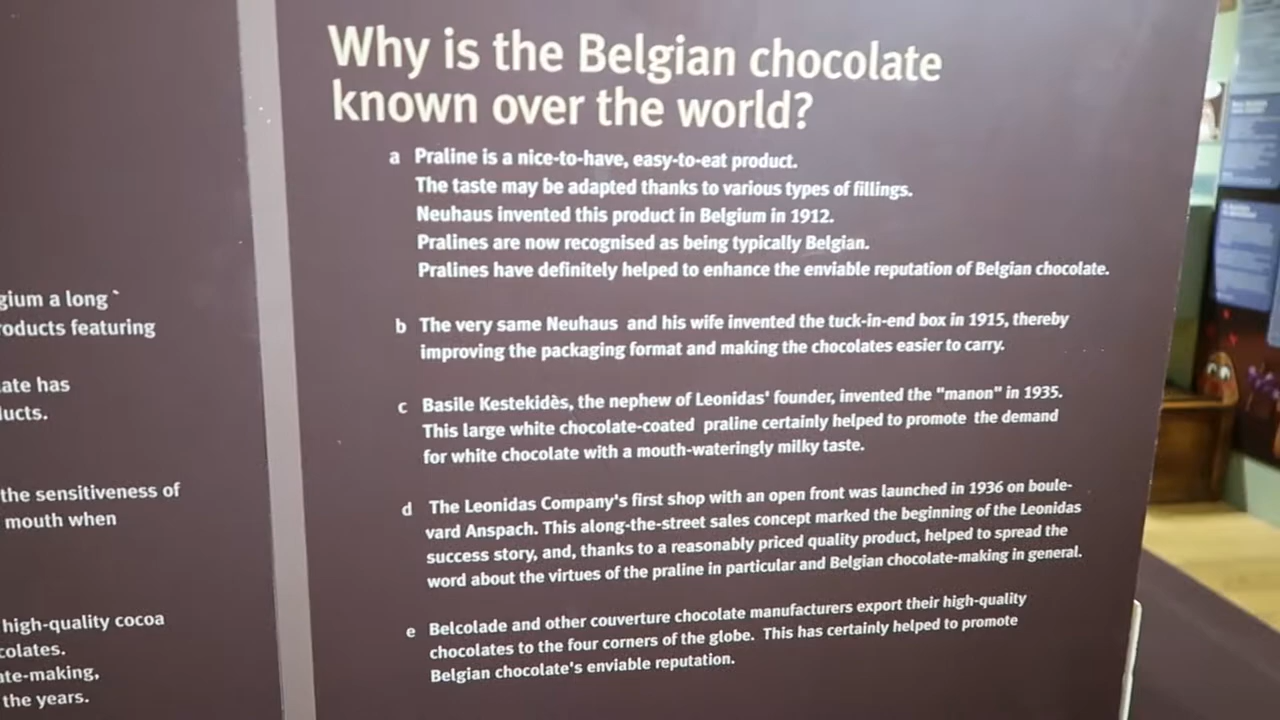 Why is the Belgian chocolate
known over the world?
a Praline is a nice-to-have, easy-to-eat product.
The taste may be adapted thanks to various types of fillings.
Neuhaus invented this product in Belgium in 1912.
Pralines are now recognised as being typically Belgian.
Pralines have definitely helped to enhance the enviable reputation of Belgian chocolate.
b The very same Neuhaus and his wife invented the tuck-in-end box in 1915, thereby
improving the packaging format and making the chocolates easier to carry.
c Basile Kestekidès, the nephew of Leonidas' founder, invented the "manon" in 1935.
This large white chocolate-coated praline certainly helped to promote the demand
for white chocolate with a mouth-wateringly milky taste.
d The Leonidas Company's first shop with an open front was launched in 1936 on boule-
vard Anspach. This along-the-street sales concept marked the beginning of the Leonidas
success story, and, thanks to a reasonably priced quality product, helped to spread the
word about the virtues of the praline in particular and Belgian chocolate-making in general.
e Belcolade and other couverture chocolate manufacturers export their high-quality
chocolates to the four corners of the globe. This has certainly helped to promote
Belgian chocolate's enviable reputation.
gium a long
roducts featuring
ate has
ucts.
the sensitiveness of
mouth when
high-quality cocoa
colates.
ate-making,
the years.